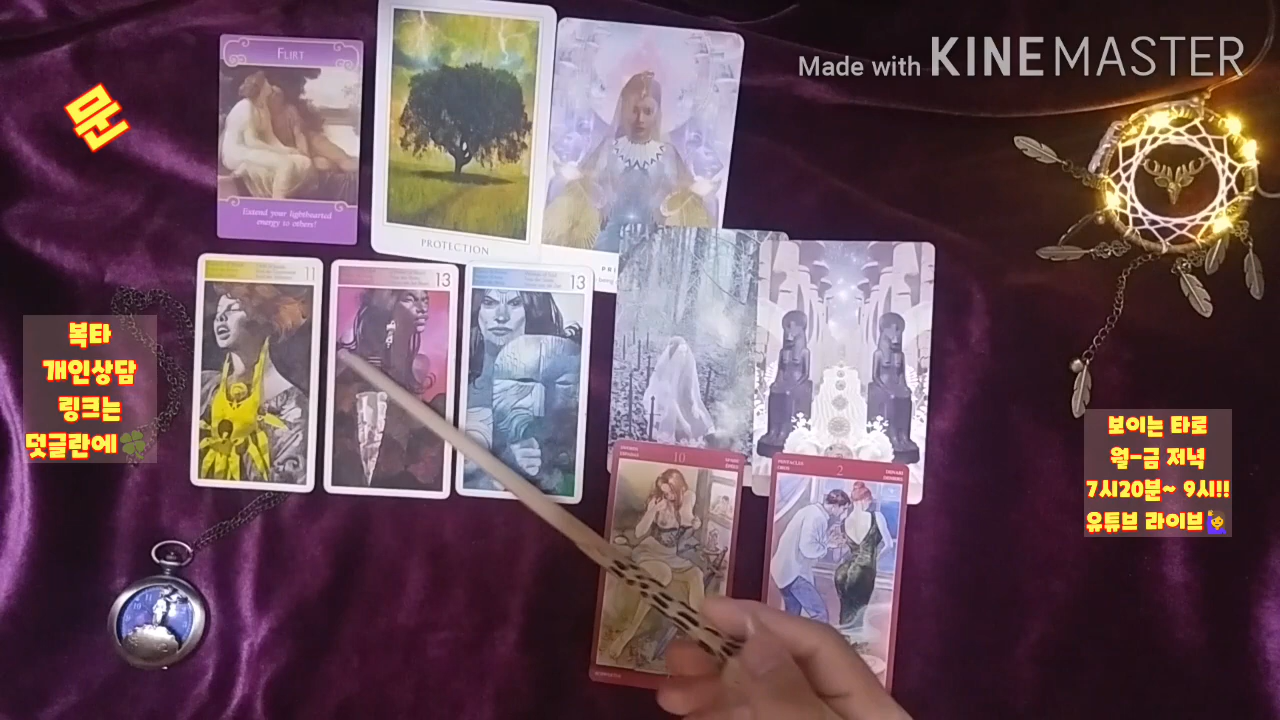 Made with KINEMASTER
문
FLIRT
Extend your lighthearted
energy to others!
PROTECTION
11
13
13
복타
개인상담
링크는
덧글란에🍀
보이는 타로
월-금 저녁
7시20분~ 9시!!
유튜브 라이브🙋‍♀️
10
PENTACLES
2